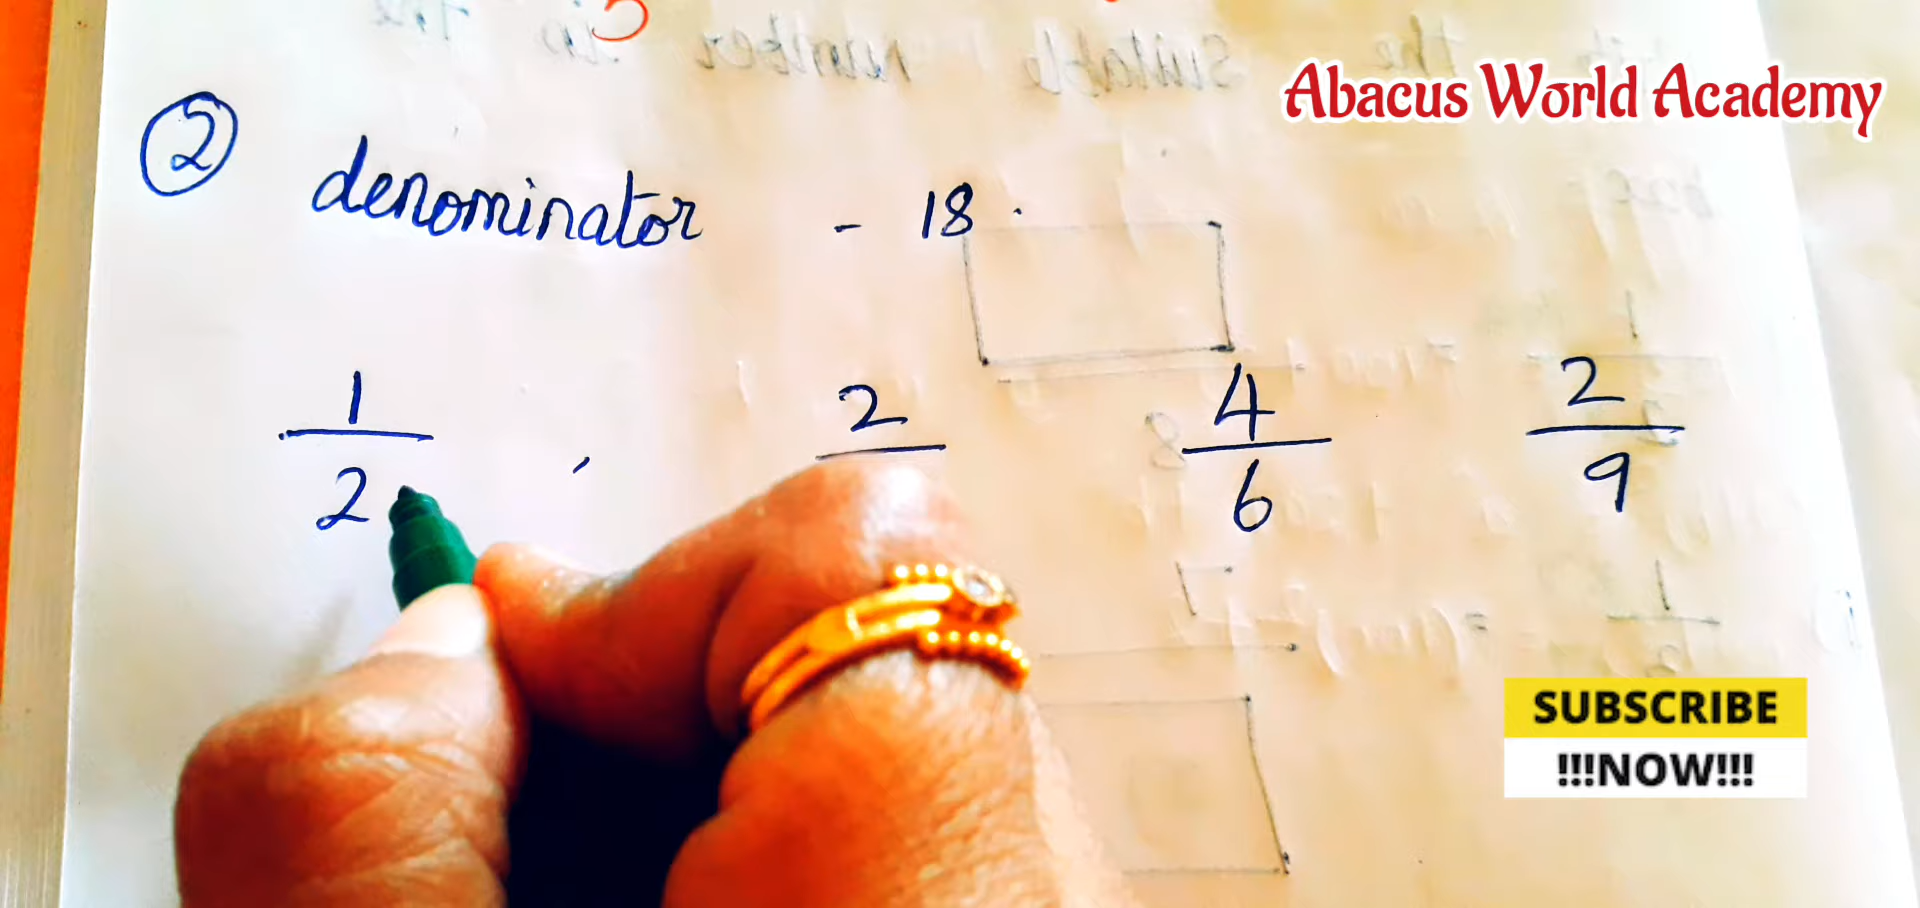 Abacus World Academy
② denominator - 18.
1/2 , 2/ 4/6 2/9
SUBSCRIBE
!!!NOW!!!